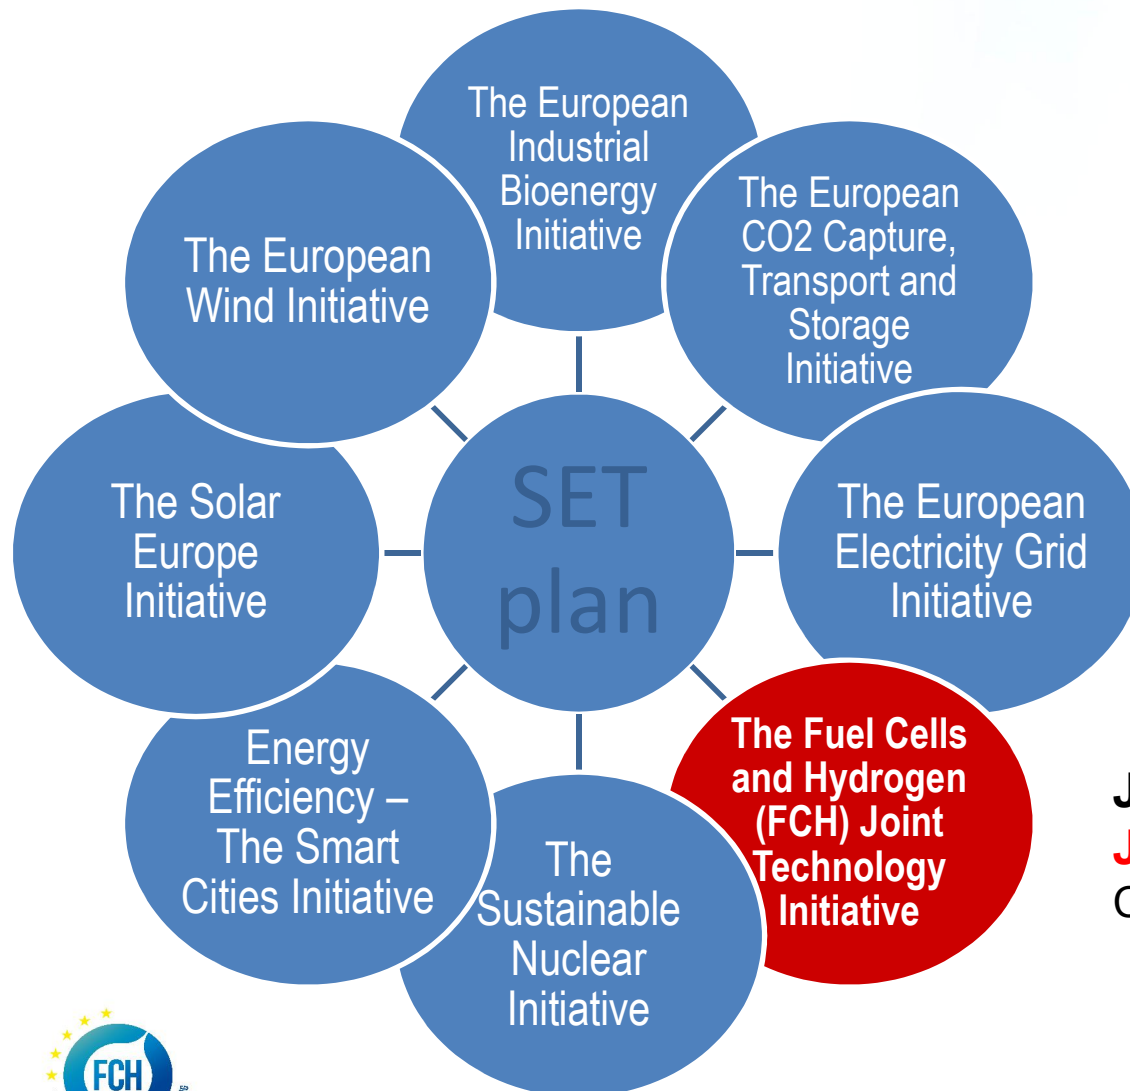 The European
Industrial
Bioenergy
Initiative
The European
CO2 Capture,
Transport and
Storage
Initiative
The European
Electricity Grid
Initiative
The Fuel Cells
and Hydrogen
(FCH) Joint
Technology
Initiative
The
Sustainable
Nuclear
Initiative
Energy
Efficiency –
The Smart
Cities Initiative
The Solar
Europe
Initiative
The European
Wind Initiative
SET
plan
J
J
FCH